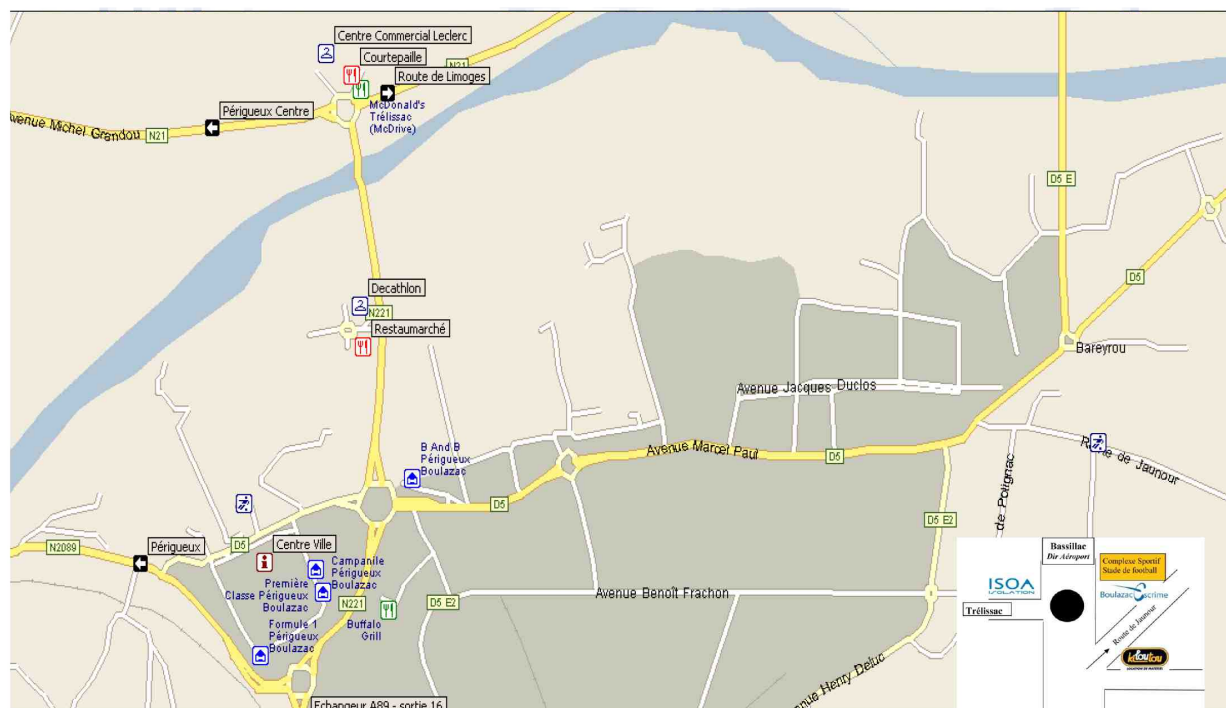 Centre Commercial Leclerc
Courtepaille
N21
Route de Limoges
McDonald's
Trélissac
(McDrive)
Périgueux Centre
Avenue Michel Grandou
N21
D5 E
D5
Decathlon
N221
Restaumarché
Bareyrou
Avenue Jacques Duclos
B And B
Périgueux
Boulazac
Avenue Marcel Paul
D5
Route de Jaunour
de Polignac
D5
N2089
Périgueux
D5
Centre Ville
Campanile
Périgueux
Boulazac
Première
Classe Périgueux
Boulazac
N221
Formule 1
Périgueux
Boulazac
Buffalo
Grill
D5 E2
Avenue Benoît Frachon
D5 E2
Avenue Henry Deluc
Echangeur A89 - sortie 16
Bassillac
Dir Aéroport
Complexe Sportif
Stade de football
ISOA
ISOLATION
Boulazac Escrime
Trélissac
Route de Jaunour
kiloutou
LOCATION DE MATERIEL